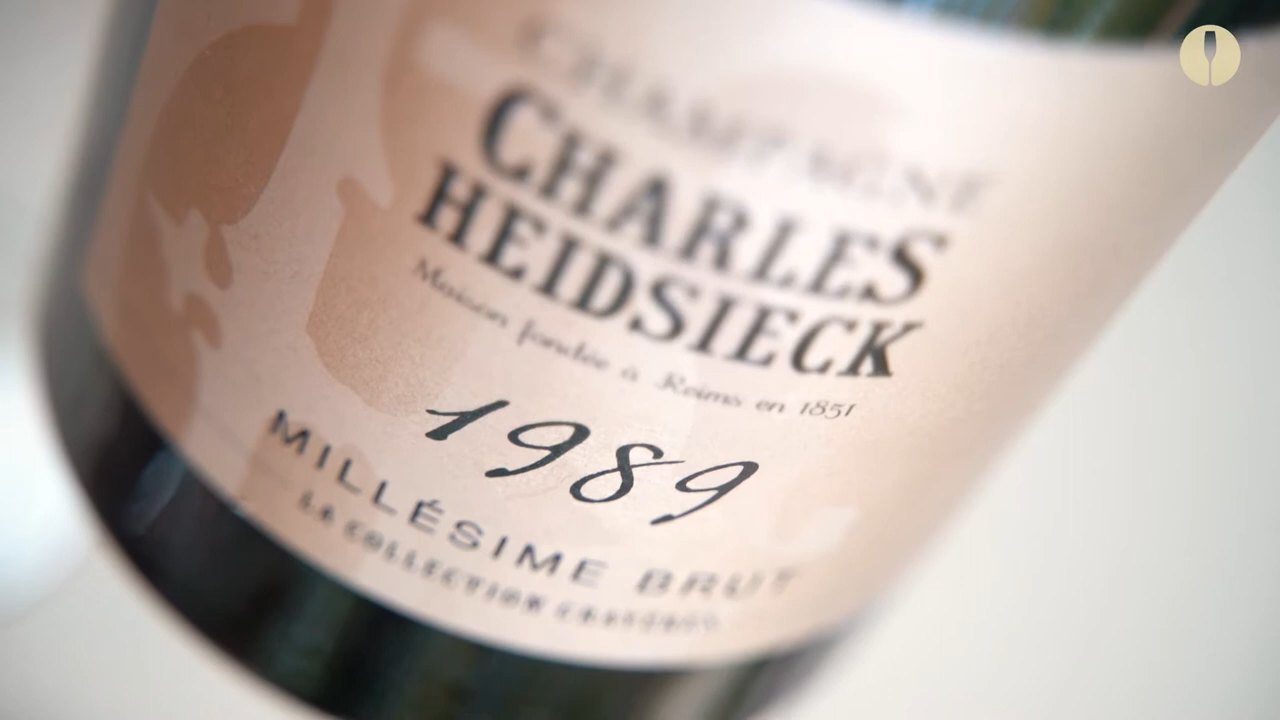 CHAMPAGNE
CHARLES
HEIDSIECK
Maison fondée à Reims en 1851
1989
MILLÉSIME BRUT
LA COLLECTION CRAYÈRES